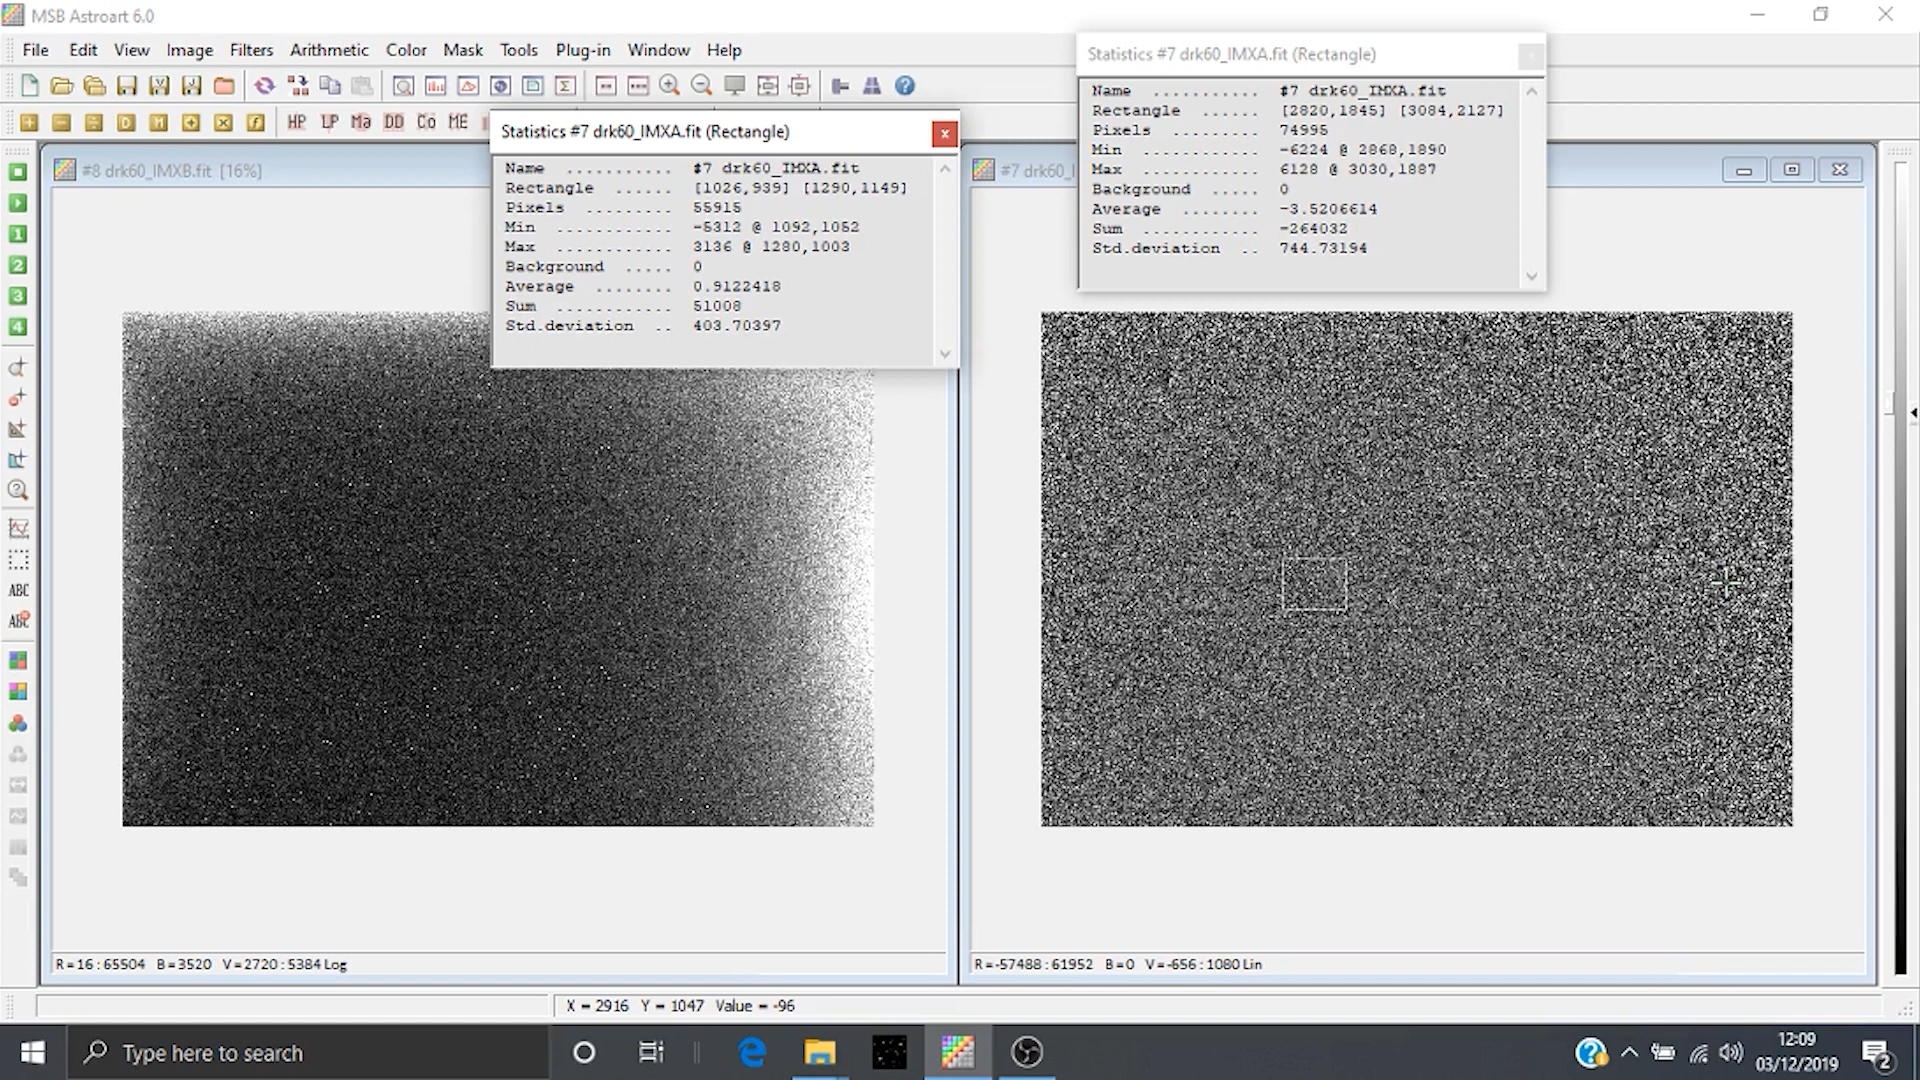 MSB Astroart 6.0
File Edit View Image Filters Arithmetic Color Mask Tools Plug-in Window Help
HP LP Ma DD Co ME
#8 drk60_IMXB.fit [16%]
Statistics #7 drk60_IMXA.fit (Rectangle)
Name ........... #7 drk60_IMXA.fit
Rectangle ...... [1026,939] [1290,1149]
Pixels ......... 55915
Min ............ -5312 @ 1092,1052
Max ............ 3136 @ 1280,1003
Background ..... 0
Average ........ 0.9122418
Sum ............ 51008
Std.deviation .. 403.70397
#7 drk60_I
Statistics #7 drk60_IMXA.fit (Rectangle)
Name ........... #7 drk60_IMXA.fit
Rectangle ...... [2820,1845] [3084,2127]
Pixels ......... 74995
Min ............ -6224 @ 2868,1890
Max ............ 6128 @ 3030,1887
Background ..... 0
Average ........ -3.5206614
Sum ............ -264032
Std.deviation .. 744.73194
1
2
3
4
ABC
ABC
R=16:65504 B=3520 V=2720:5384 Log
R=-57488:61952 B=0 V=-656:1080 Lin
X = 2916 Y = 1047 Value = -96
Type here to search
12:09
03/12/2019
2